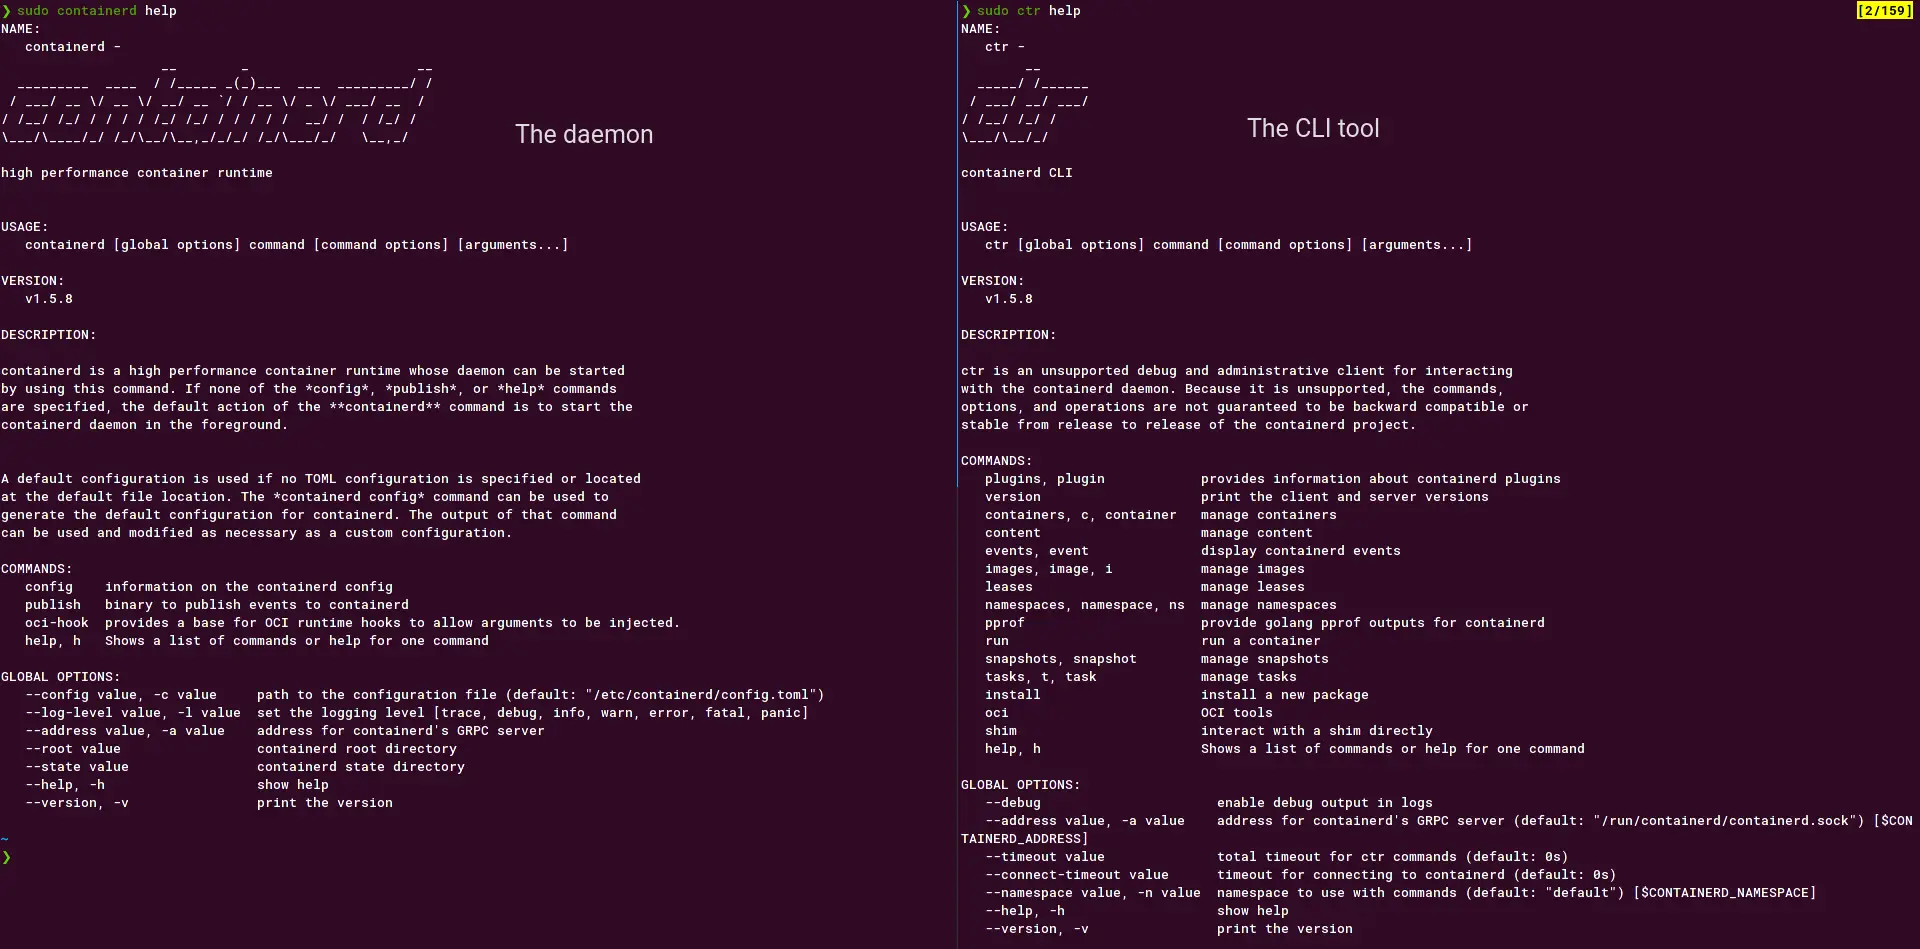 ❯ sudo containerd help
NAME:
   containerd -
            __        _                     __
  _________  ____  / /_____ _(_)___  ___  _________/ /
 / ___/ __ \/ __ \/ __/ __ `/ / __ \/ _ \/ ___/ __  /
/ /__/ /_/ / / / / /_/ /_/ / / / / /  __/ /  / /_/ /
\___/\____/_/ /_/\__/\__,_/_/_/ /_/\___/_/   \__,_/
The daemon
high performance container runtime
USAGE:
   containerd [global options] command [command options] [arguments...]
VERSION:
   v1.5.8
DESCRIPTION:
containerd is a high performance container runtime whose daemon can be started
by using this command. If none of the *config*, *publish*, or *help* commands
are specified, the default action of the **containerd** command is to start the
containerd daemon in the foreground.
A default configuration is used if no TOML configuration is specified or located
at the default file location. The *containerd config* command can be used to
generate the default configuration for containerd. The output of that command
can be used and modified as necessary as a custom configuration.
COMMANDS:
   config    information on the containerd config
   publish   binary to publish events to containerd
   oci-hook  provides a base for OCI runtime hooks to allow arguments to be injected.
   help, h   Shows a list of commands or help for one command
GLOBAL OPTIONS:
   --config value, -c value     path to the configuration file (default: "/etc/containerd/config.toml")
   --log-level value, -l value  set the logging level [trace, debug, info, warn, error, fatal, panic]
   --address value, -a value    address for containerd's GRPC server
   --root value                 containerd root directory
   --state value                containerd state directory
   --help, -h                   show help
   --version, -v                print the version
~
❯
❯ sudo ctr help
[2/159]
NAME:
   ctr -
        __
  _____/ /______
 / ___/ __/ ___/
/ /__/ /_/ /
\___/\__/_/
The CLI tool
containerd CLI
USAGE:
   ctr [global options] command [command options] [arguments...]
VERSION:
   v1.5.8
DESCRIPTION:
ctr is an unsupported debug and administrative client for interacting
with the containerd daemon. Because it is unsupported, the commands,
options, and operations are not guaranteed to be backward compatible or
stable from release to release of the containerd project.
COMMANDS:
   plugins, plugin            provides information about containerd plugins
   version                    print the client and server versions
   containers, c, container   manage containers
   content                    manage content
   events, event              display containerd events
   images, image, i           manage images
   leases                     manage leases
   namespaces, namespace, ns  manage namespaces
   pprof                      provide golang pprof outputs for containerd
   run                        run a container
   snapshots, snapshot        manage snapshots
   tasks, t, task             manage tasks
   install                    install a new package
   oci                        OCI tools
   shim                       interact with a shim directly
   help, h                    Shows a list of commands or help for one command
GLOBAL OPTIONS:
   --debug                      enable debug output in logs
   --address value, -a value    address for containerd's GRPC server (default: "/run/containerd/containerd.sock") [$CON
TAINERD_ADDRESS]
   --timeout value              total timeout for ctr commands (default: 0s)
   --connect-timeout value      timeout for connecting to containerd (default: 0s)
   --namespace value, -n value  namespace to use with commands (default: "default") [$CONTAINERD_NAMESPACE]
   --help, -h                   show help
   --version, -v                print the version